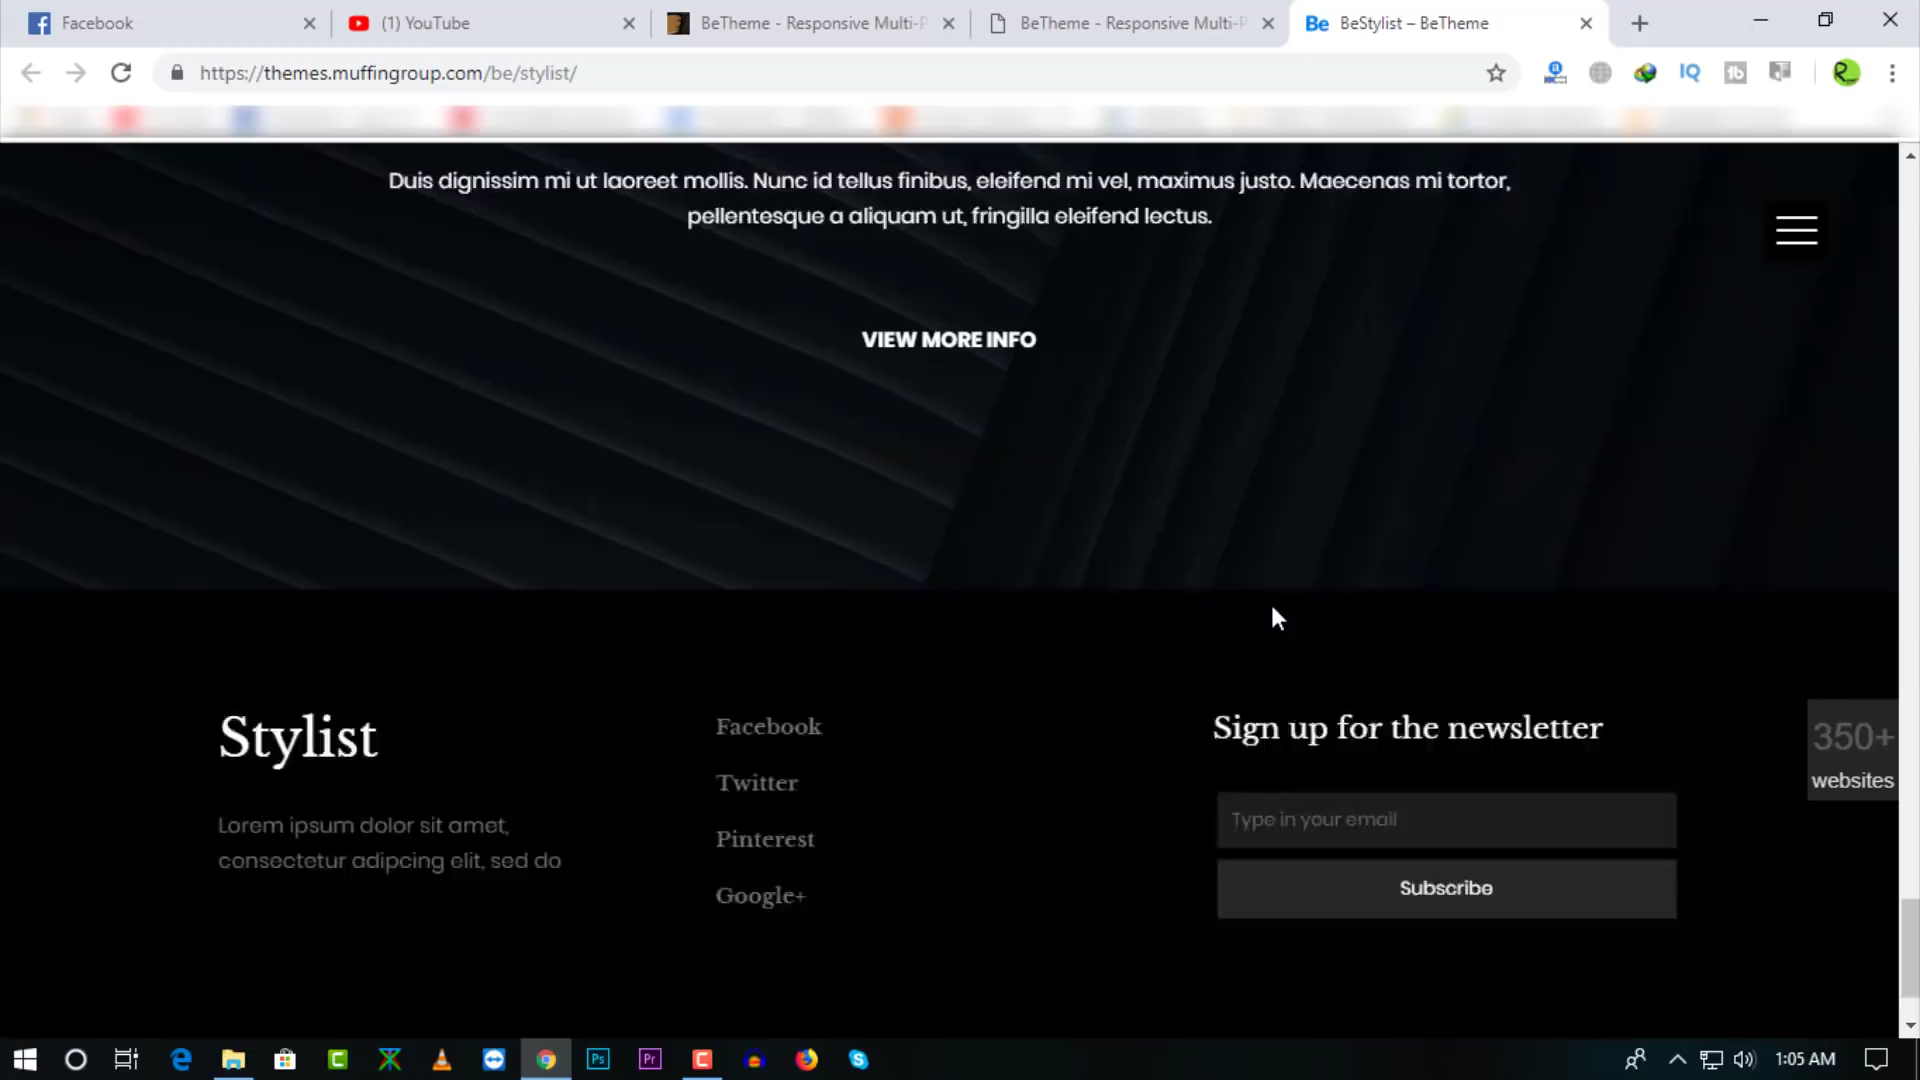 Facebook
(1) YouTube
BeTheme - Responsive Multi-P
BeTheme - Responsive Multi-P
Be BeStylist – BeTheme
https://themes.muffingroup.com/be/stylist/
Duis dignissim mi ut laoreet mollis. Nunc id tellus finibus, eleifend mi vel, maximus justo. Maecenas mi tortor,
pellentesque a aliquam ut, fringilla eleifend lectus.
VIEW MORE INFO
Stylist
Lorem ipsum dolor sit amet,
consectetur adipcing elit, sed do
Facebook
Twitter
Pinterest
Google+
Sign up for the newsletter
Type in your email
Subscribe
350+
websites
1:05 AM